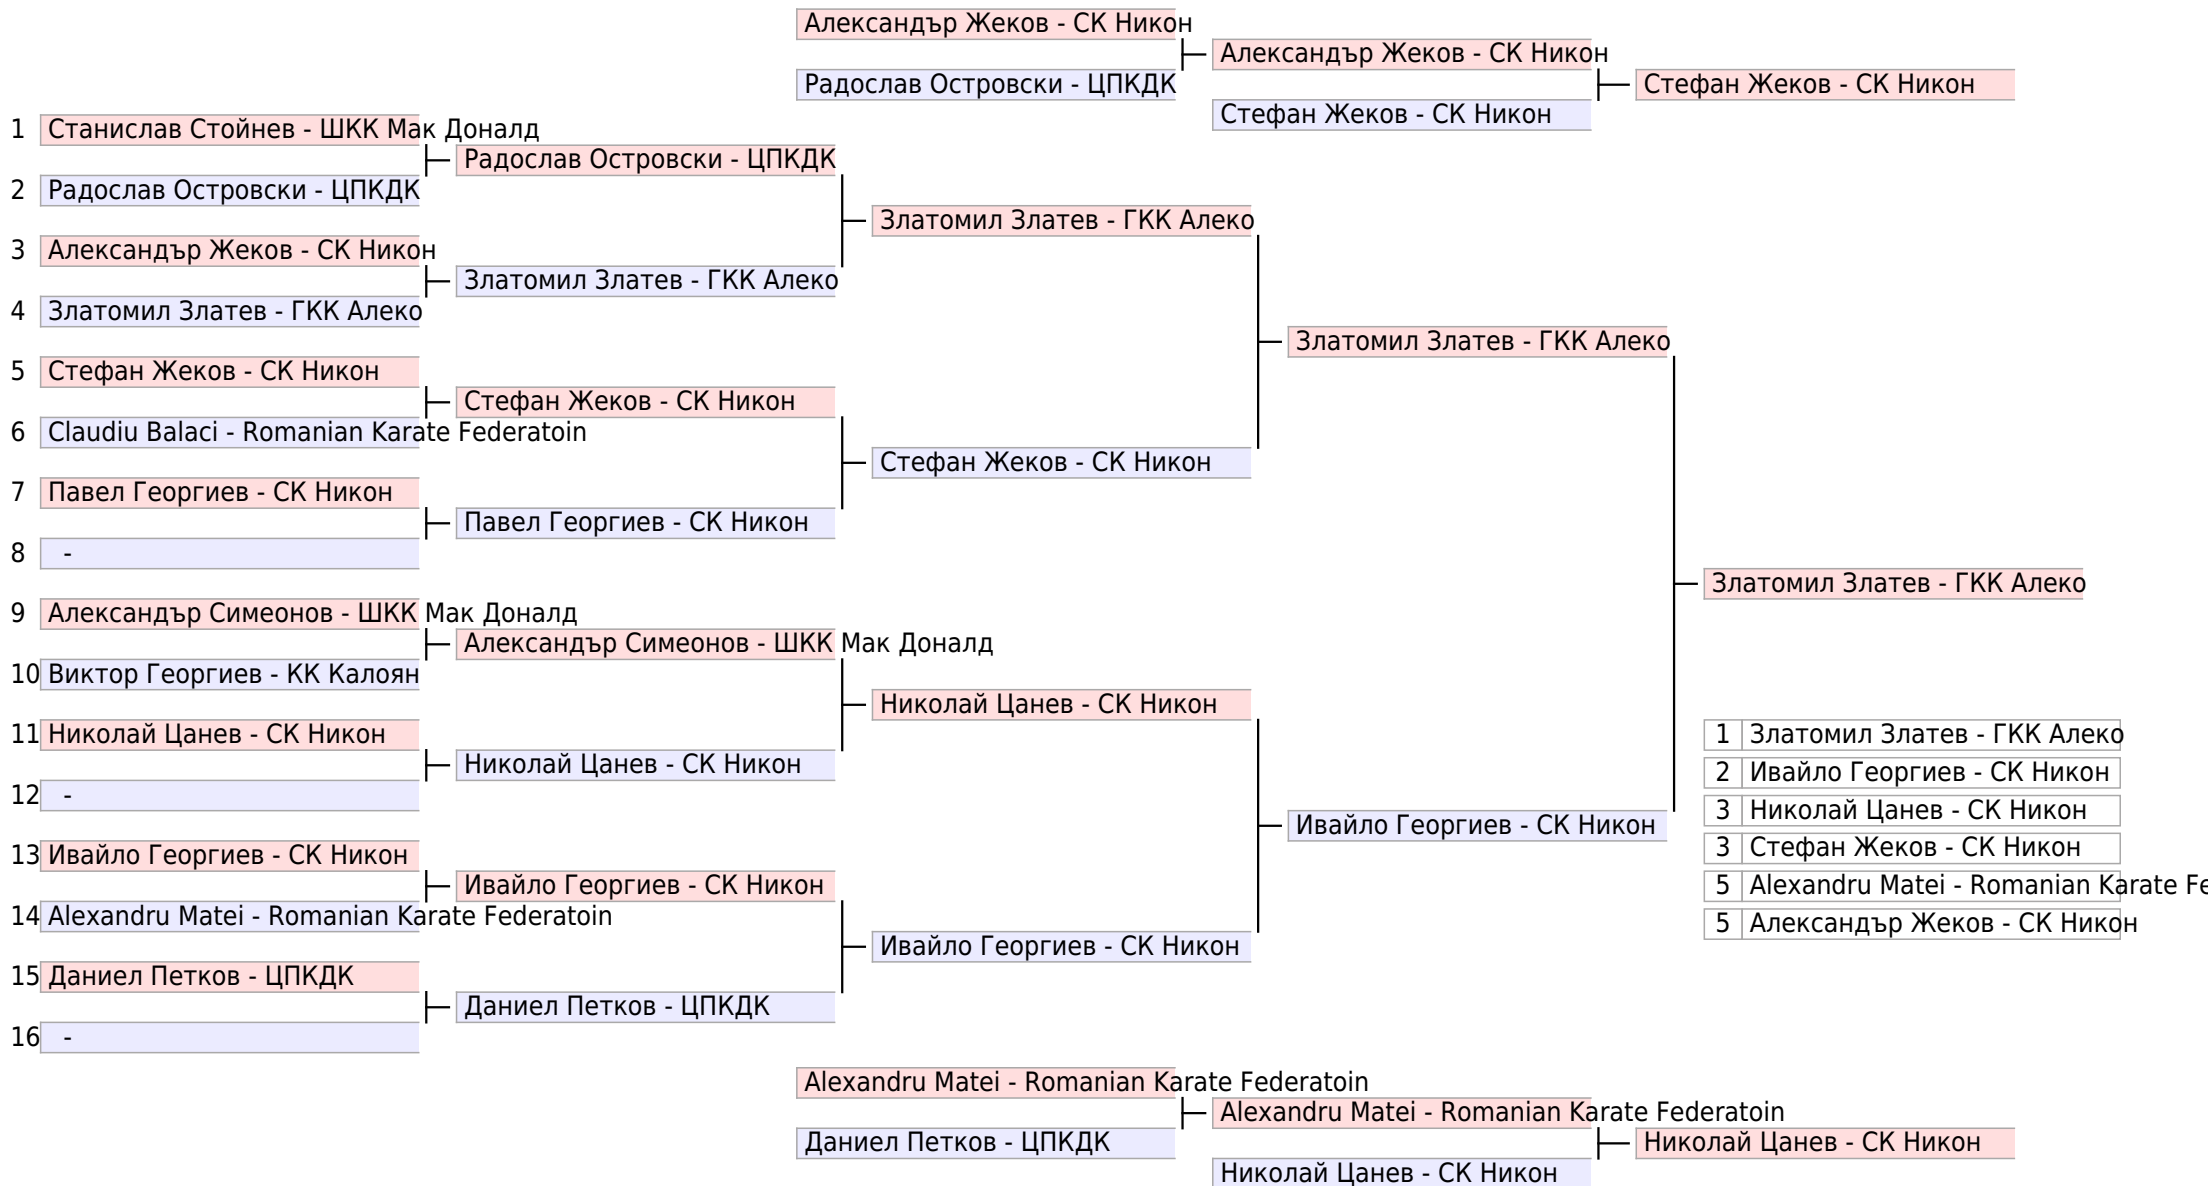 Александър Жеков - СК Никон
Александър Жеков - СК Никон
Радослав Островски - ЦПКДК
Стефан Жеков - СК Никон
Стефан Жеков - СК Никон
1 Станислав Стойнев - ШКК Мак Доналд
Радослав Островски - ЦПКДК
2 Радослав Островски - ЦПКДК
Златомил Златев - ГКК Алеко
3 Александър Жеков - СК Никон
Златомил Златев - ГКК Алеко
4 Златомил Златев - ГКК Алеко
Златомил Златев - ГКК Алеко
5 Стефан Жеков - СК Никон
Стефан Жеков - СК Никон
6 Claudiu Balaci - Romanian Karate Federatoin
Стефан Жеков - СК Никон
7 Павел Георгиев - СК Никон
Павел Георгиев - СК Никон
8 -
Златомил Златев - ГКК Алеко
9 Александър Симеонов - ШКК Мак Доналд
Александър Симеонов - ШКК Мак Доналд
10 Виктор Георгиев - КК Калоян
Николай Цанев - СК Никон
11 Николай Цанев - СК Никон
Николай Цанев - СК Никон
12 -
Ивайло Георгиев - СК Никон
13 Ивайло Георгиев - СК Никон
Ивайло Георгиев - СК Никон
14 Alexandru Matei - Romanian Karate Federatoin
Ивайло Георгиев - СК Никон
15 Даниел Петков - ЦПКДК
Даниел Петков - ЦПКДК
16 -
1 Златомил Златев - ГКК Алеко
2 Ивайло Георгиев - СК Никон
3 Николай Цанев - СК Никон
3 Стефан Жеков - СК Никон
5 Alexandru Matei - Romanian Karate Fe
5 Александър Жеков - СК Никон
Alexandru Matei - Romanian Karate Federatoin
Alexandru Matei - Romanian Karate Federatoin
Даниел Петков - ЦПКДК
Николай Цанев - СК Никон
Николай Цанев - СК Никон